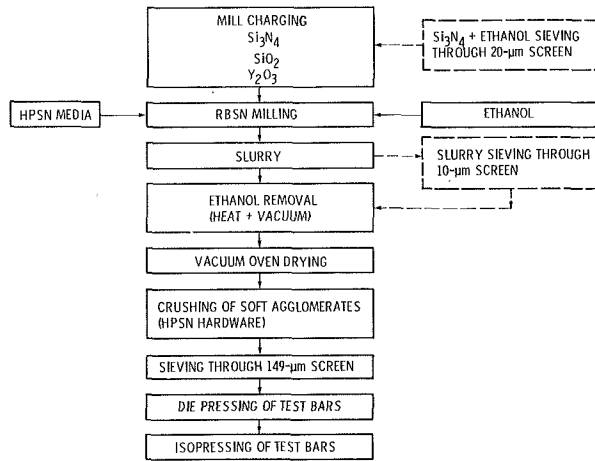 MILL CHARGING
Si3N4
SiO2
Y2O3
Si3N4 + ETHANOL SIEVING
THROUGH 20-μm SCREEN
HPSN MEDIA
RBSN MILLING
ETHANOL
SLURRY
SLURRY SIEVING THROUGH
10-μm SCREEN
ETHANOL REMOVAL
(HEAT + VACUUM)
VACUUM OVEN DRYING
CRUSHING OF SOFT AGGLOMERATES
(HPSN HARDWARE)
SIEVING THROUGH 149-μm SCREEN
DIE PRESSING OF TEST BARS
ISOPRESSING OF TEST BARS